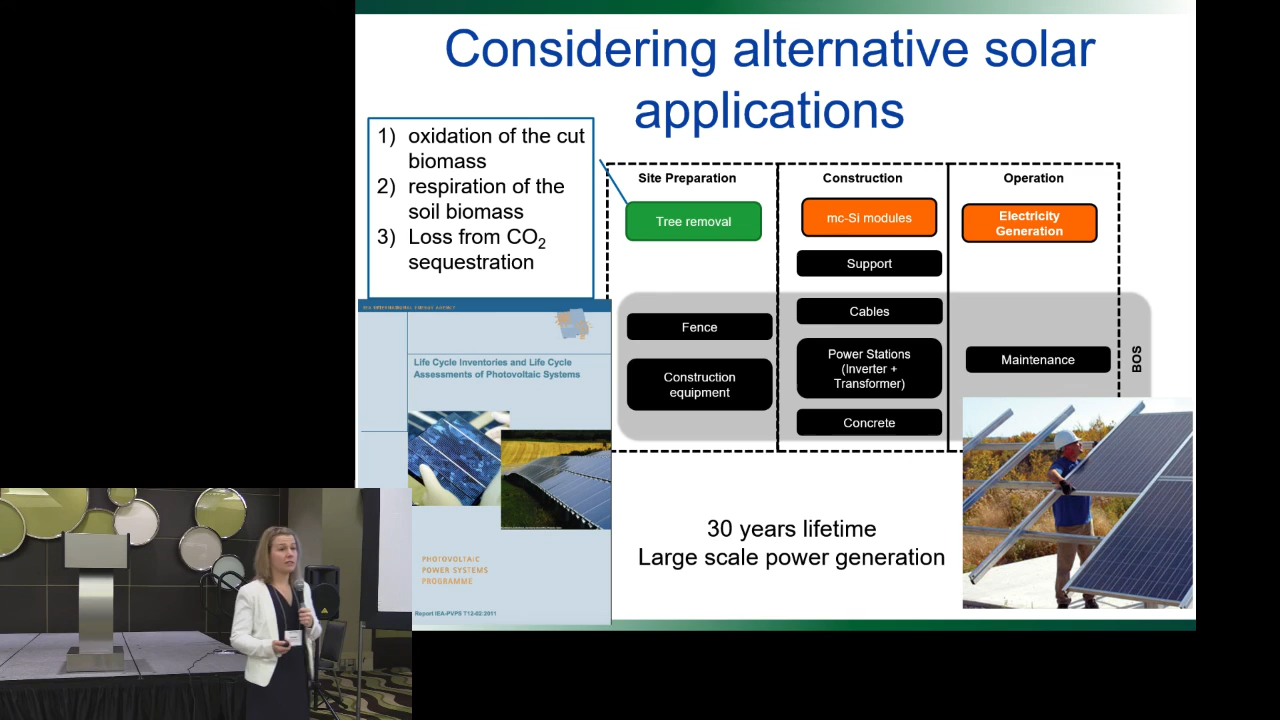 Considering alternative solar
applications
1) oxidation of the cut
biomass
2) respiration of the
soil biomass
3) Loss from CO2
sequestration
Site Preparation
Tree removal
Fence
Construction
equipment
Construction
mc-Si modules
Support
Cables
Power Stations
(Inverter +
Transformer)
Concrete
Operation
Electricity
Generation
Maintenance
BOS
Life Cycle Inventories and Life Cycle
Assessments of Photovoltaic Systems
PHOTOVOLTAIC
POWER SYSTEMS
PROGRAMME
Report IEA-PVPS T12-02:2011
30 years lifetime
Large scale power generation